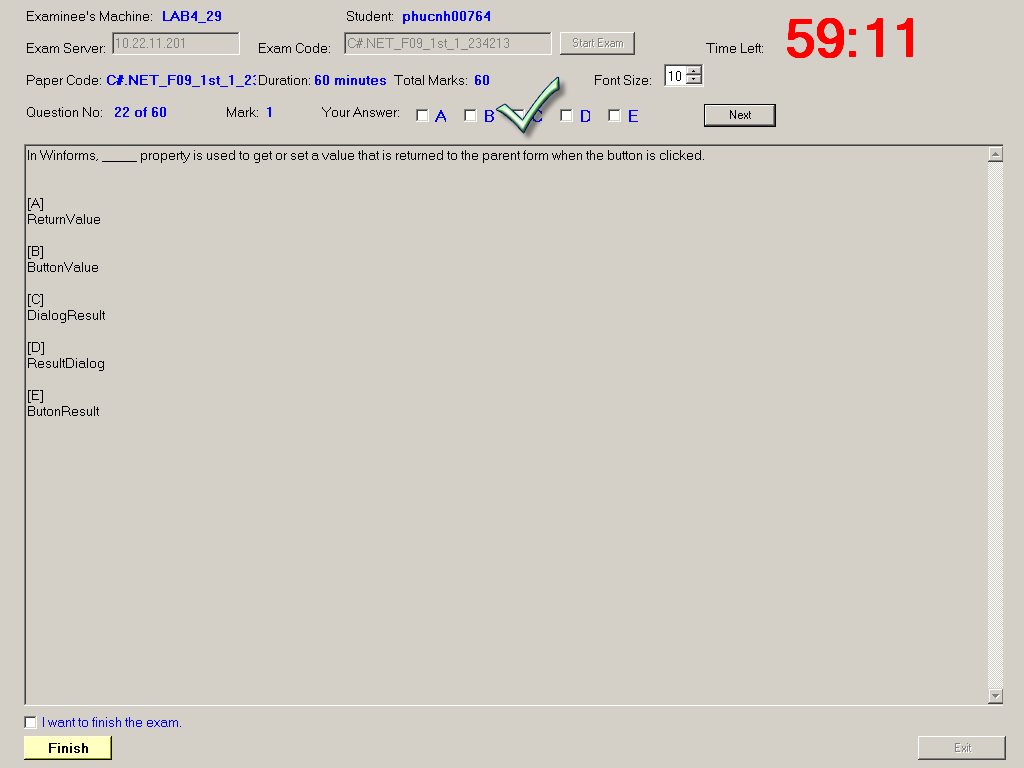 Examinee's Machine: LAB4_29 Student: phucnh00764
59:11
Exam Server: 10.22.11.201 Exam Code: C#.NET_F09_1st_1_234213 Start Exam Time Left:
Paper Code: C#.NET_F09_1st_1_23 Duration: 60 minutes Total Marks: 60 Font Size: 10
Question No: 22 of 60 Mark: 1 Your Answer: A B C D E Next
In Winforms, _____ property is used to get or set a value that is returned to the parent form when the button is clicked.
[A]
ReturnValue
[B]
ButtonValue
[C]
DialogResult
[D]
ResultDialog
[E]
ButonResult
I want to finish the exam.
Finish Exit